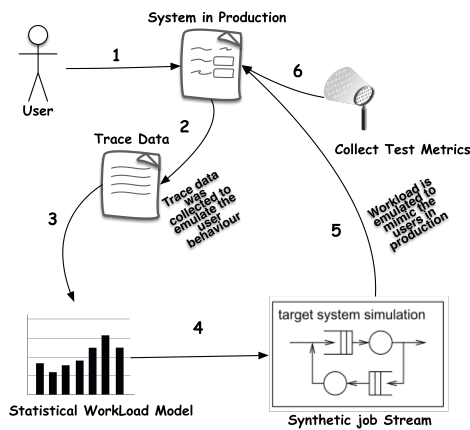 System in Production
1
6
User
2
Trace Data
Collect Test Metrics
Trace data
was
collected to
emulate the
user
behaviour
Workload is
emulated to
mimic the
users in
production
3
5
target system simulation
4
Statistical WorkLoad Model
Synthetic job Stream